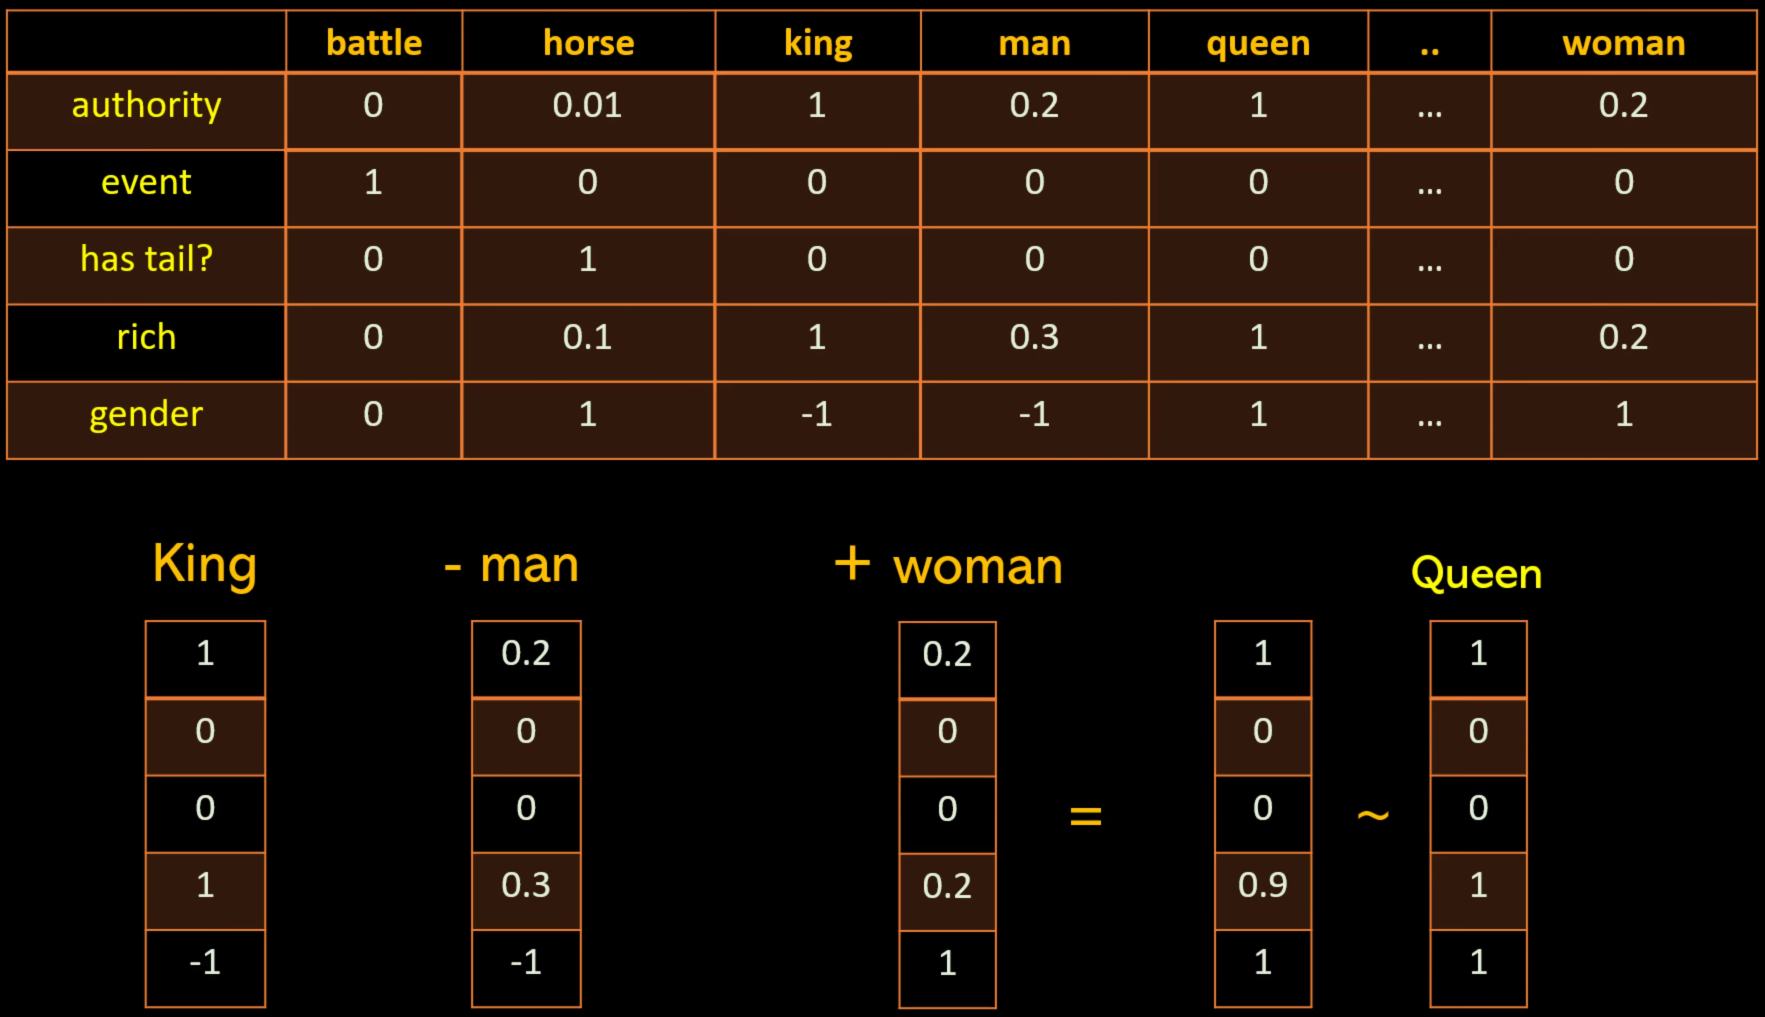 battle horse king man queen .. woman
authority 0 0.01 1 0.2 1 ... 0.2
event 1 0 0 0 0 ... 0
has tail? 0 1 0 0 0 ... 0
rich 0 0.1 1 0.3 1 ... 0.2
gender 0 1 -1 -1 1 ... 1
King - man + woman Queen
1 0.2 0.2 1 1
0 0 0 0 0
0 0 0 = 0 ~ 0
1 0.3 0.2 0.9 1
-1 -1 1 1 1